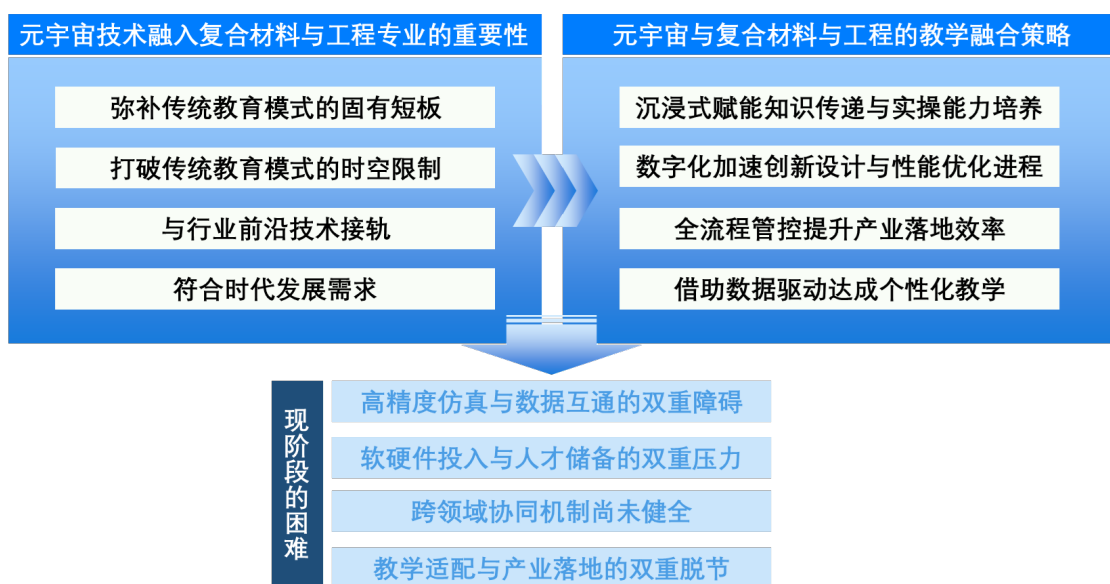 元宇宙技术融入复合材料与工程专业的重要性
弥补传统教育模式的固有短板
打破传统教育模式的时空限制
与行业前沿技术接轨
符合时代发展需求
元宇宙与复合材料与工程的教学融合策略
沉浸式赋能知识传递与实操能力培养
数字化加速创新设计与性能优化进程
全流程管控提升产业落地效率
借助数据驱动达成个性化教学
现阶段的困难
高精度仿真与数据互通的双重障碍
软硬件投入与人才储备的双重压力
跨领域协同机制尚未健全
教学适配与产业落地的双重脱节